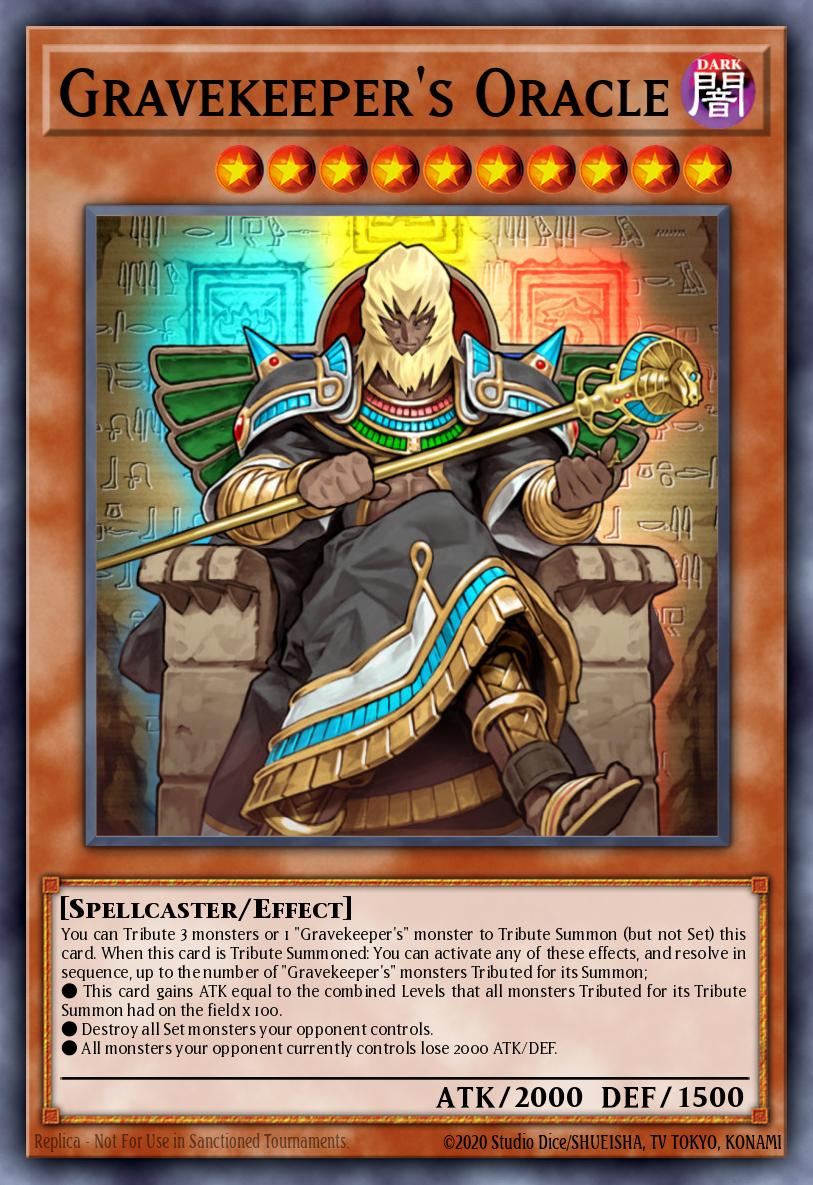 Gravekeeper's Oracle
DARK
闇
[Spellcaster/Effect]
You can Tribute 3 monsters or 1 "Gravekeeper's" monster to Tribute Summon (but not Set) this
card. When this card is Tribute Summoned: You can activate any of these effects, and resolve in
sequence, up to the number of "Gravekeeper's" monsters Tributed for its Summon;
● This card gains ATK equal to the combined Levels that all monsters Tributed for its Tribute
Summon had on the field x 100.
● Destroy all Set monsters your opponent controls.
● All monsters your opponent currently controls lose 2000 ATK/DEF.
ATK/2000 DEF/1500
Replica - Not For Use in Sanctioned Tournaments.
©2020 Studio Dice/SHUEISHA, TV TOKYO, KONAMI